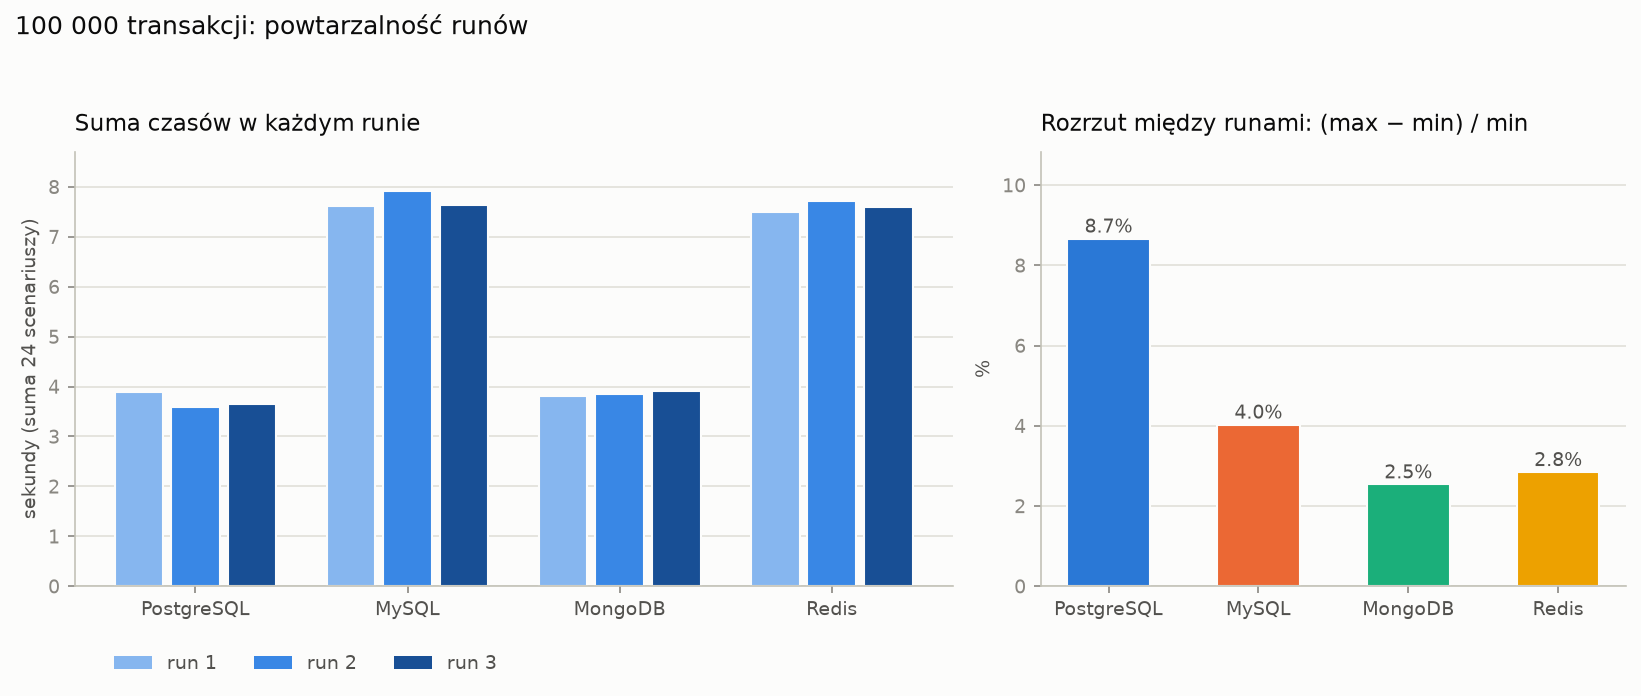 100 000 transakcji: powtarzalność runów
Suma czasów w każdym runie
sekundy (suma 24 scenariuszy)
8
7
6
5
4
3
2
1
0
PostgreSQL MySQL MongoDB Redis
run 1 run 2 run 3
Rozrzut między runami: (max − min) / min
%
10
8
6
4
2
0
8.7%
4.0%
2.5%
2.8%
PostgreSQL MySQL MongoDB Redis